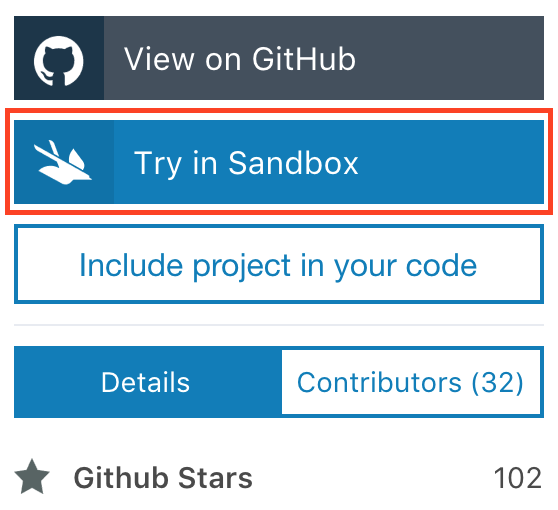 View on GitHub
Try in Sandbox
Include project in your code
Details
Contributors (32)
Github Stars
102